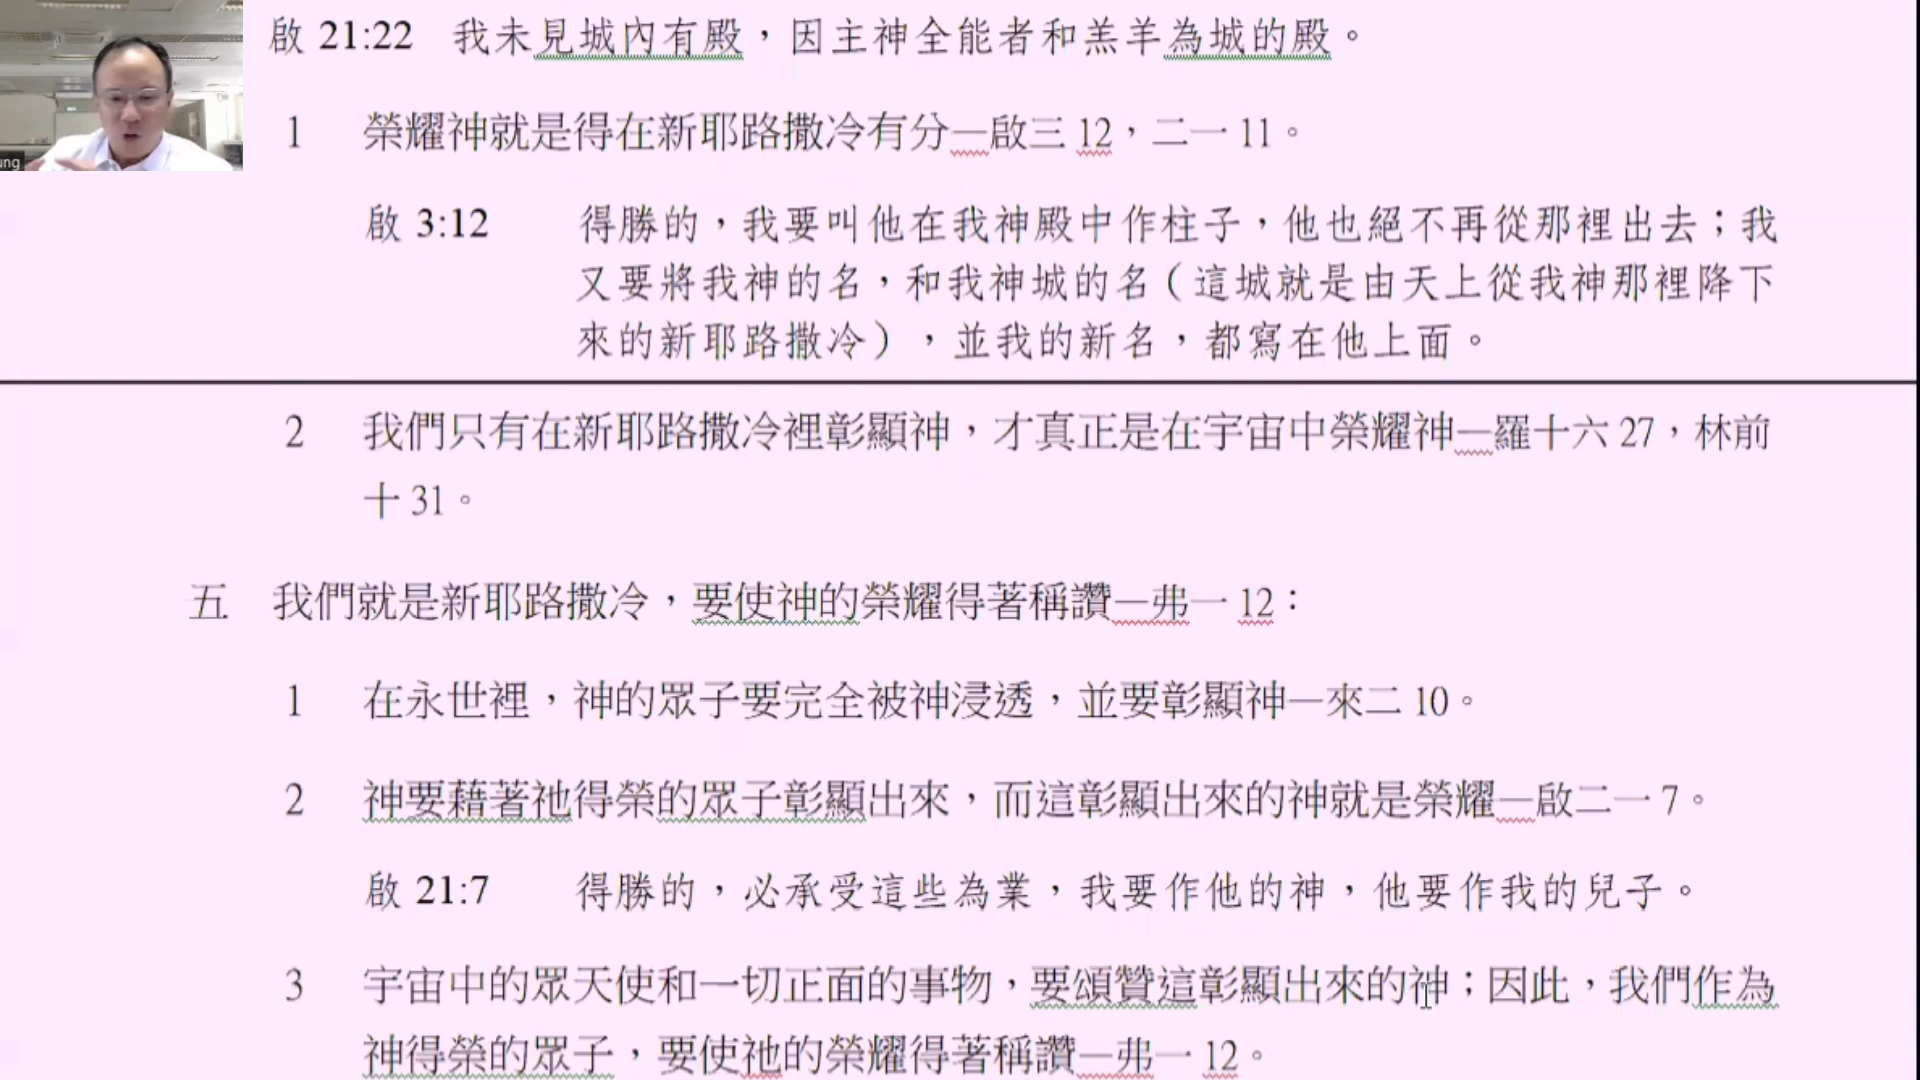 啟 21:22 我未見城內有殿，因主神全能者和羔羊為城的殿。
ung
1 榮耀神就是得在新耶路撒冷有分—啟三 12，二一 11。
啟 3:12 得勝的，我要叫他在我神殿中作柱子，他也絕不再從那裡出去；我
又要將我神的名，和我神城的名（這城就是由天上從我神那裡降下
來的新耶路撒冷），並我的新名，都寫在他上面。
2 我們只有在新耶路撒冷裡彰顯神，才真正是在宇宙中榮耀神—羅十六 27，林前
十 31。
五 我們就是新耶路撒冷，要使神的榮耀得著稱讚—弗一 12：
1 在永世裡，神的眾子要完全被神浸透，並要彰顯神—來二 10。
2 神要藉著祂得榮的眾子彰顯出來，而這彰顯出來的神就是榮耀—啟二一 7。
啟 21:7 得勝的，必承受這些為業，我要作他的神，他要作我的兒子。
3 宇宙中的眾天使和一切正面的事物，要頌贊這彰顯出來的神；因此，我們作為
神得榮的眾子，要使祂的榮耀得著稱讚—弗一 12。